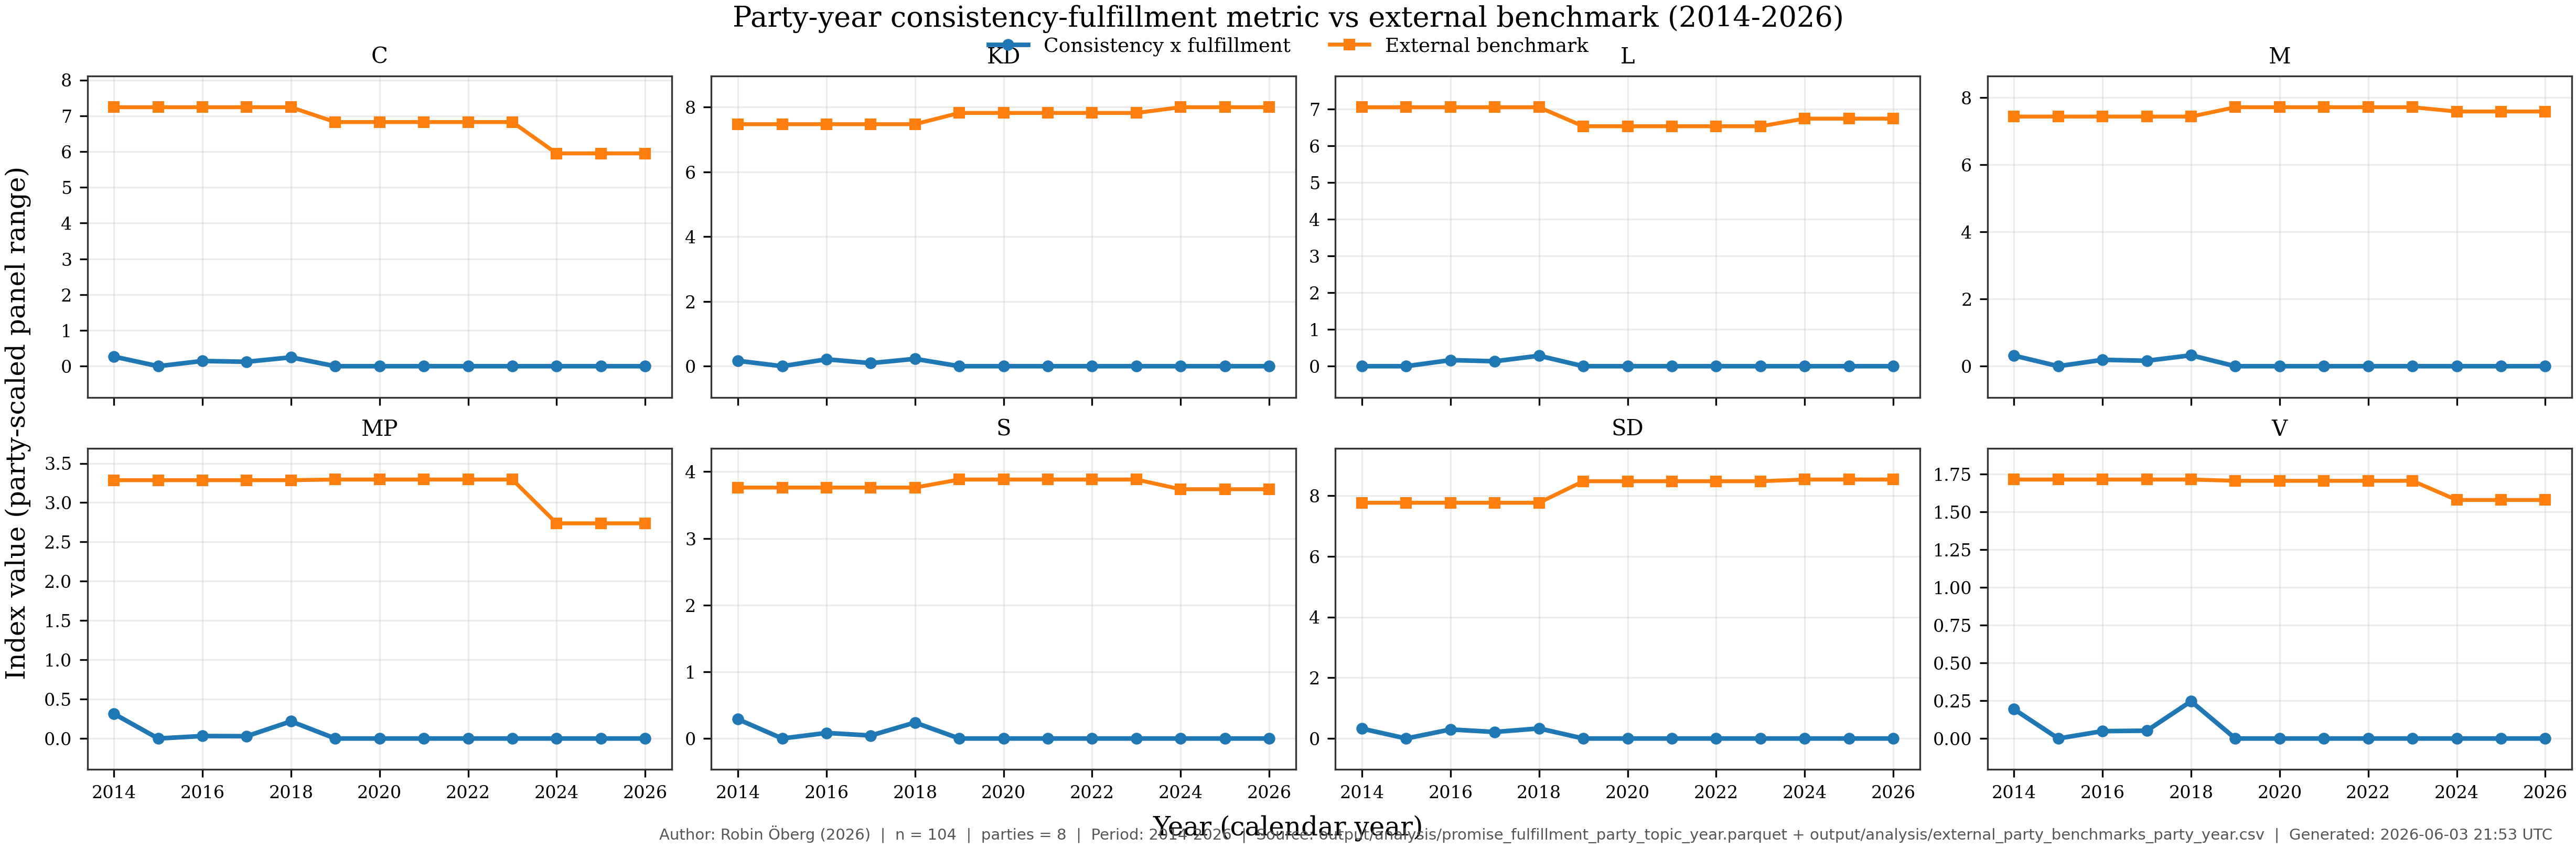 Party-year consistency-fulfillment metric vs external benchmark (2014-2026)
Consistency x fulfillment External benchmark
C KD L M
8 7 6 5 4 3 2 1 0
8 6 4 2 0
7 6 5 4 3 2 1 0
8 6 4 2 0
Index value (party-scaled panel range)
MP S SD V
3.5 3.0 2.5 2.0 1.5 1.0 0.5 0.0
4 3 2 1 0
8 6 4 2 0
1.75 1.50 1.25 1.00 0.75 0.50 0.25 0.00
2014 2016 2018 2020 2022 2024 2026
2014 2016 2018 2020 2022 2024 2026
2014 2016 2018 2020 2022 2024 2026
2014 2016 2018 2020 2022 2024 2026
Year (calendar year)
Author: Robin Öberg (2026) | n = 104 | parties = 8 | Period: 2014-2026 | Source: output/analysis/promise_fulfillment_party_topic_year.parquet + output/analysis/external_party_benchmarks_party_year.csv | Generated: 2026-06-03 21:53 UTC